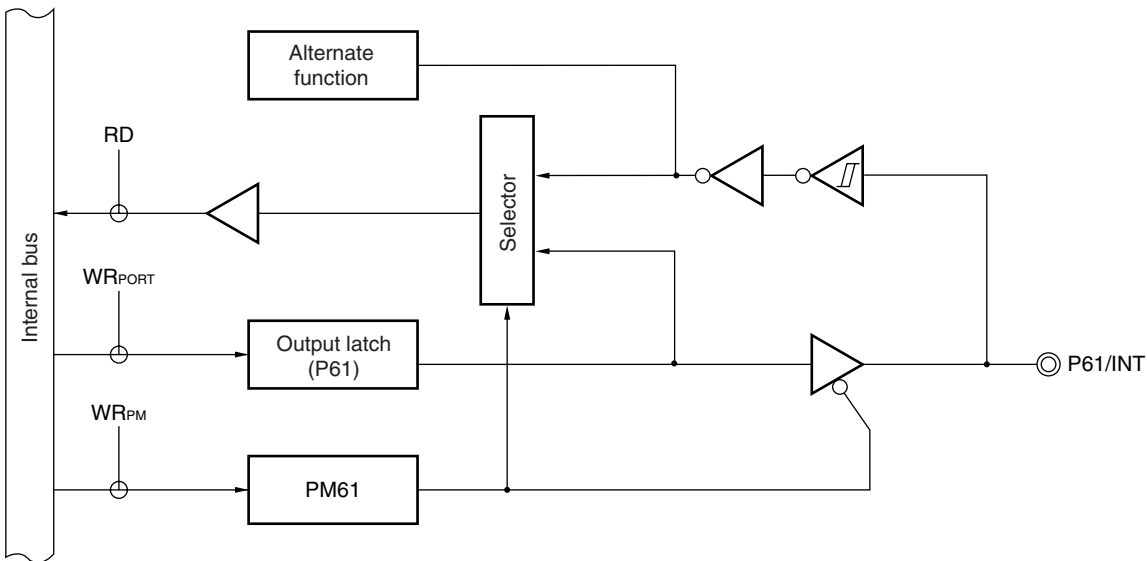 Alternate
function
RD
Selector
Internal bus
WRPORT
Output latch
(P61)
P61/INT
WRPM
PM61